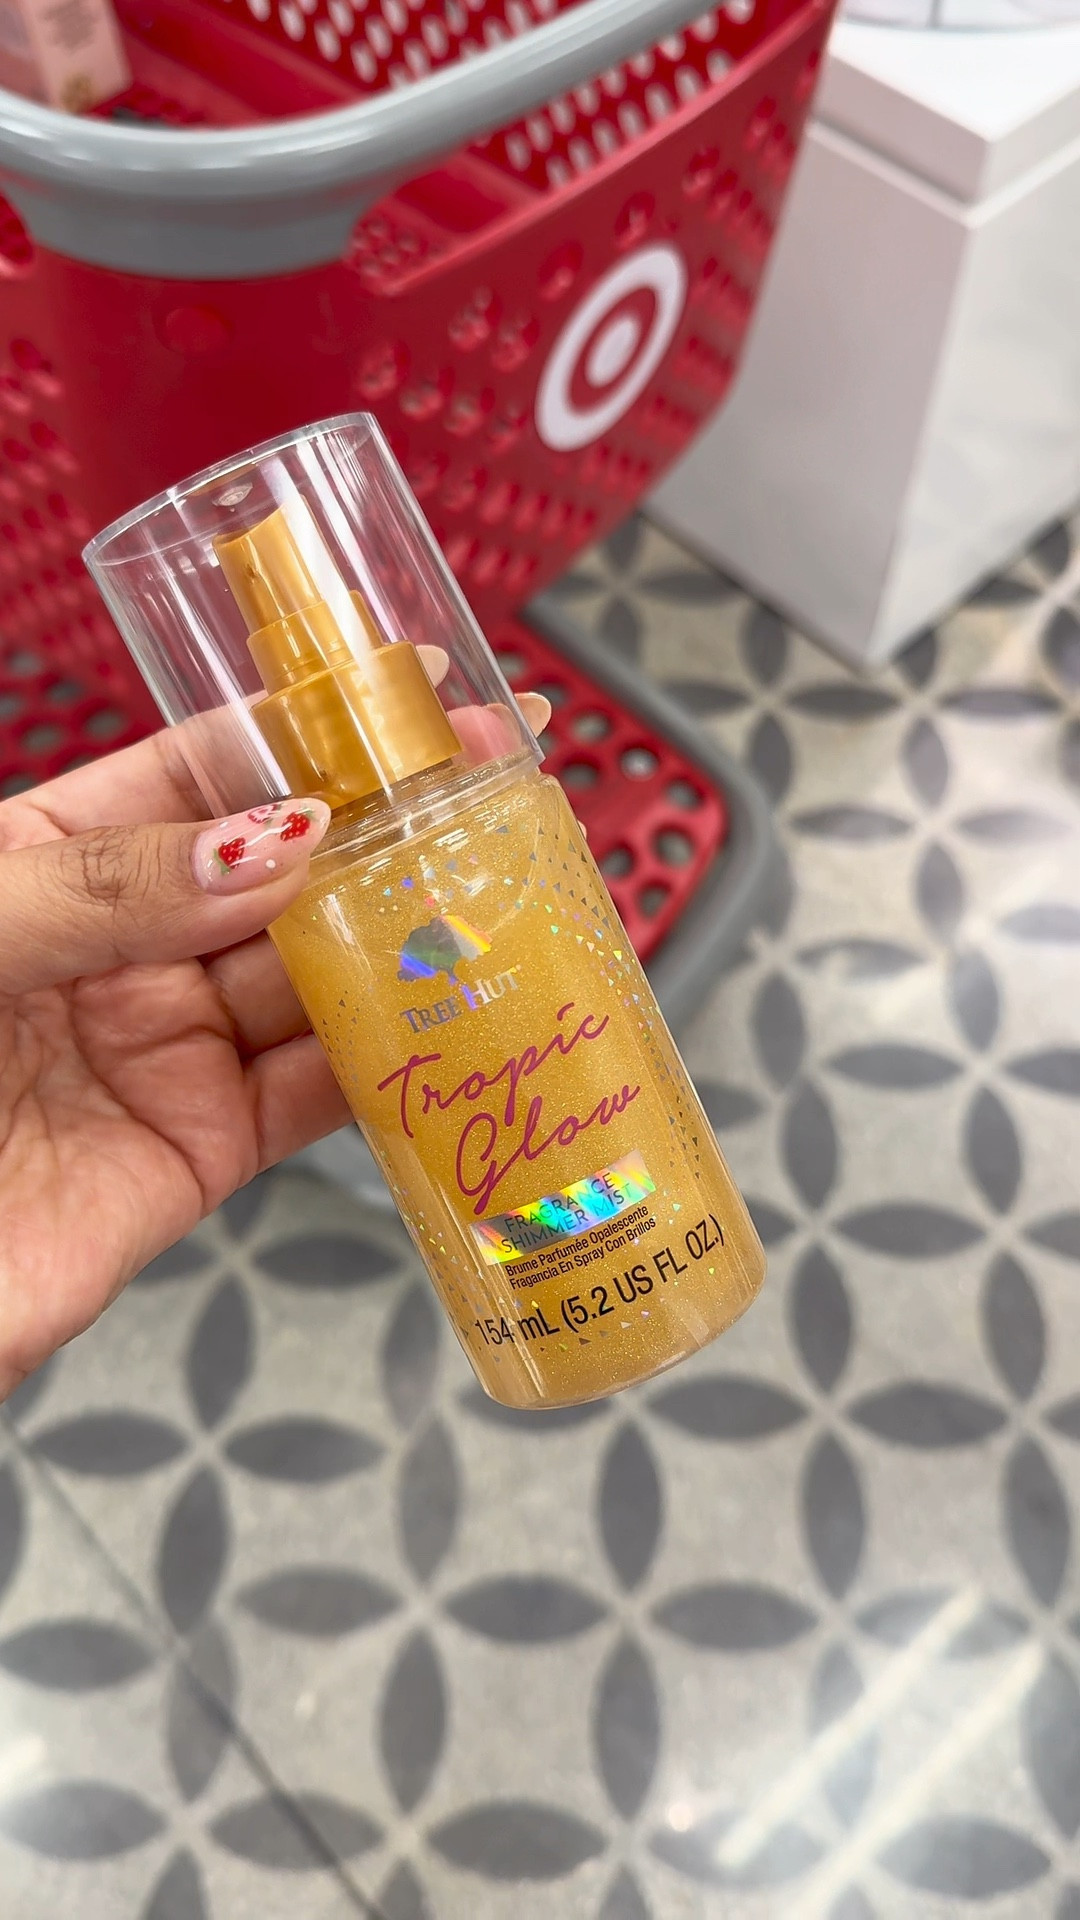 TREE HUT
Tropic
Glow
FRAGRANCE
SHIMMER MIST
Brume Parfumée Opalescente
Fragancia En Spray Con Brillos
154 mL (5.2 US FL OZ.)